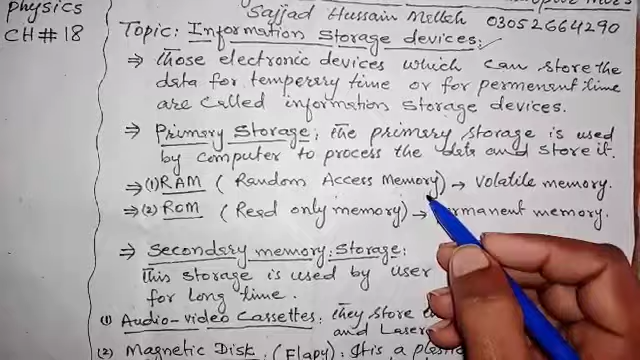 physics
CH# 18
Sajjad Hussain Mellah 03052664290
Topic: Information Storage devices:
⇒ Those electronic devices which can store the
data for temperery time or for permenent time
are called information storage devices.
⇒ Primary Storage: The primary storage is used
by computer to process the data and store it.
⇒ (1) RAM (Random Access Memory) → Volatile memory.
⇒ (2) ROM (Read only memory) → permanent memory.
⇒ Secondary memory: Storage:
This storage is used by user
for long time.
(1) Audio-video Cassettes: They store
and Laser
(2) Magnetic Disk: (Flapy): It is a